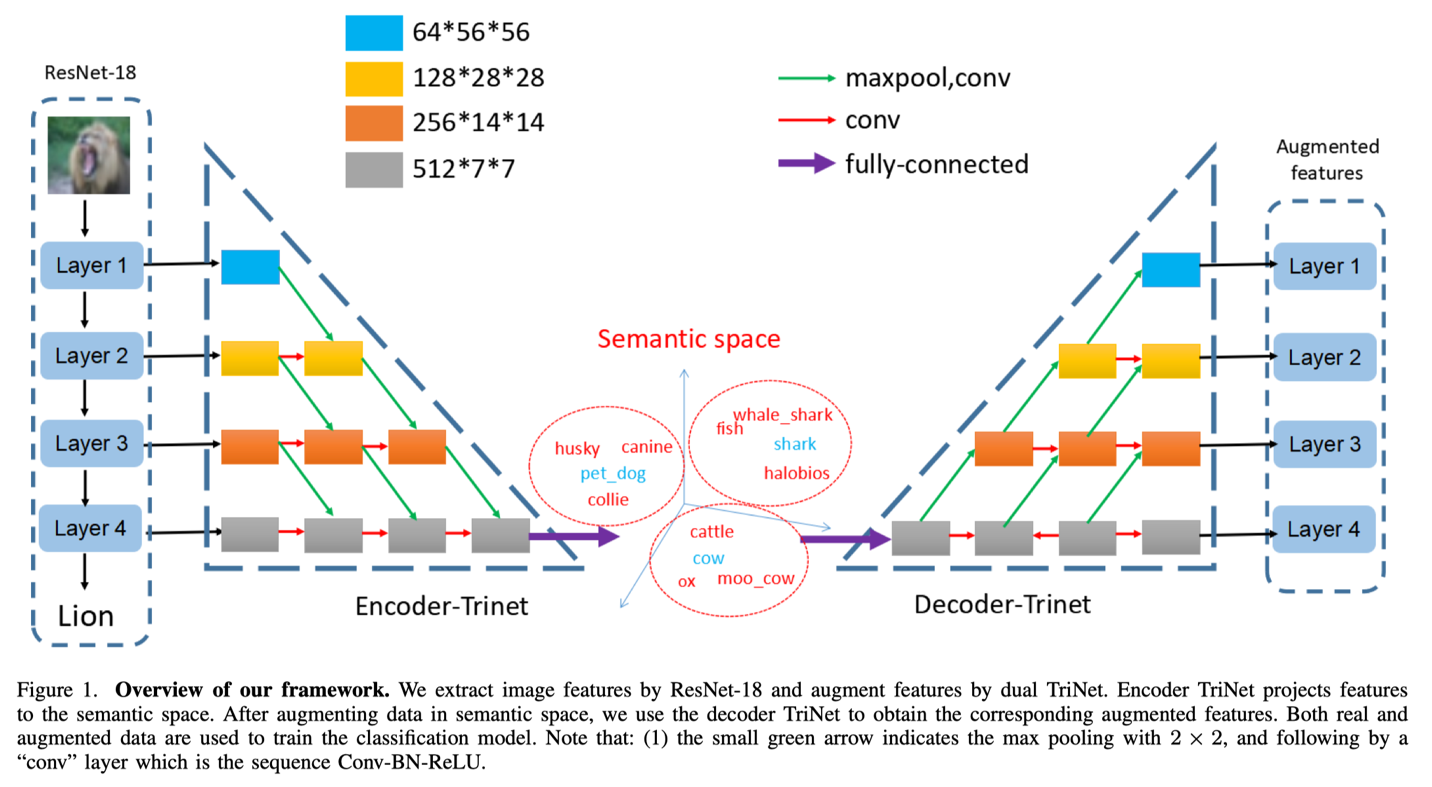 64*56*56
128*28*28
256*14*14
512*7*7
maxpool,conv
conv
fully-connected
ResNet-18
Layer 1
Layer 2
Layer 3
Layer 4
Lion
Encoder-Trinet
Semantic space
husky canine
pet_dog
collie
whale_shark
fish
shark
halobios
cattle
cow
ox moo_cow
Decoder-Trinet
Augmented
features
Layer 1
Layer 2
Layer 3
Layer 4
Figure 1. Overview of our framework. We extract image features by ResNet-18 and augment features by dual TriNet. Encoder TriNet projects features
to the semantic space. After augmenting data in semantic space, we use the decoder TriNet to obtain the corresponding augmented features. Both real and
augmented data are used to train the classification model. Note that: (1) the small green arrow indicates the max pooling with 2 × 2, and following by a
“conv” layer which is the sequence Conv-BN-ReLU.